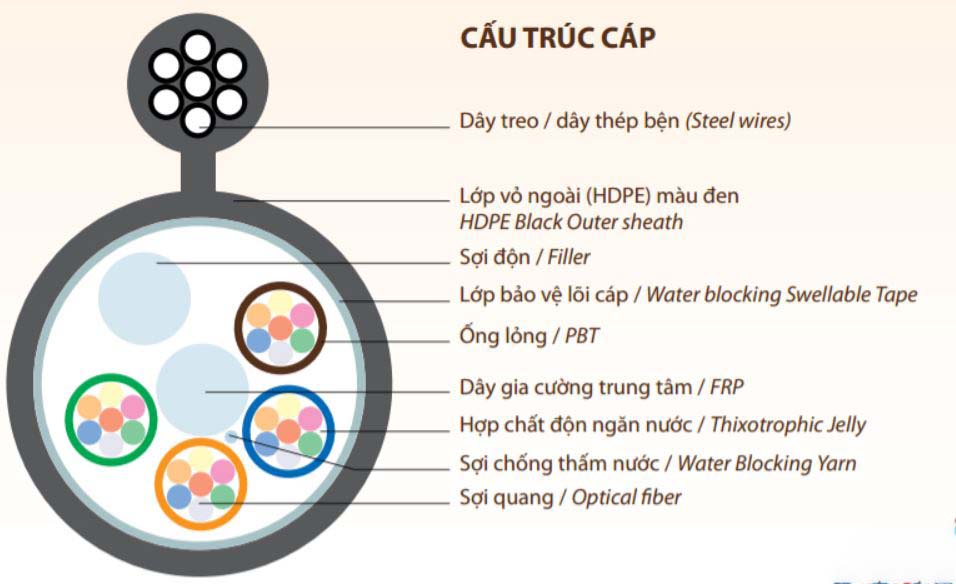 CẤU TRÚC CÁP
Dây treo / dây thép bện (Steel wires)
Lớp vỏ ngoài (HDPE) màu đen
HDPE Black Outer sheath
Sợi độn / Filler
Lớp bảo vệ lõi cáp / Water blocking Swellable Tape
Ống lỏng / PBT
Dây gia cường trung tâm / FRP
Hợp chất độn ngăn nước / Thixotrophic Jelly
Sợi chống thấm nước / Water Blocking Yarn
Sợi quang / Optical fiber